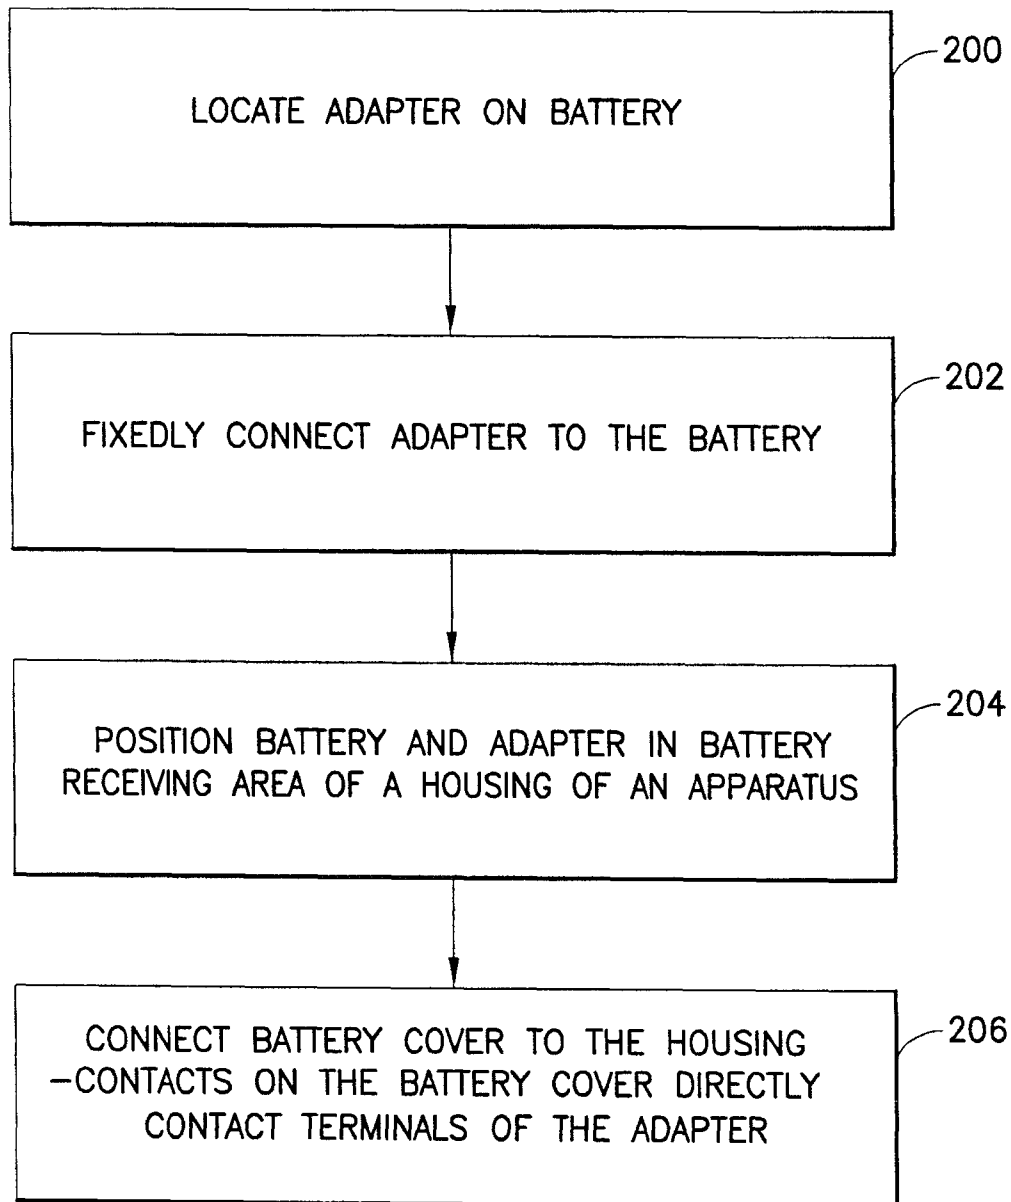 200
LOCATE ADAPTER ON BATTERY
202
FIXEDLY CONNECT ADAPTER TO THE BATTERY
204
POSITION BATTERY AND ADAPTER IN BATTERY
RECEIVING AREA OF A HOUSING OF AN APPARATUS
206
CONNECT BATTERY COVER TO THE HOUSING
-CONTACTS ON THE BATTERY COVER DIRECTLY
CONTACT TERMINALS OF THE ADAPTER